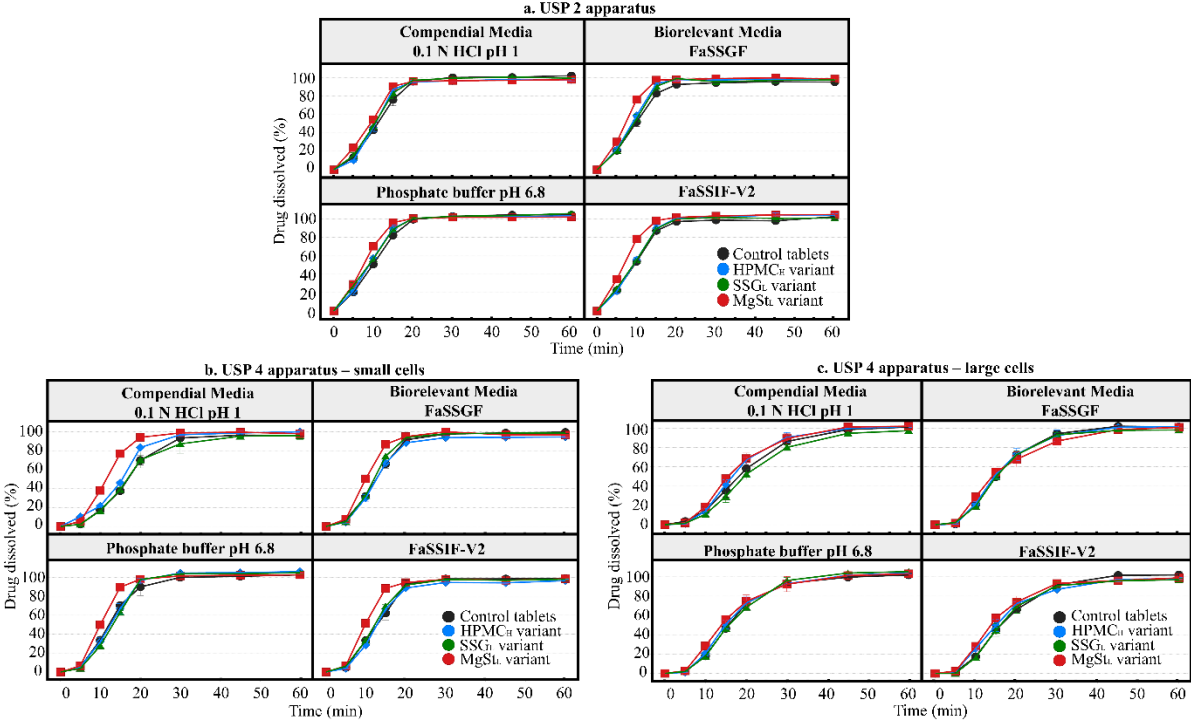 a. USP 2 apparatus
Compendial Media
0.1 N HCl pH 1
Biorelevant Media
FaSSGF
100
80
60
40
20
0
Phosphate buffer pH 6.8
FaSSIF-V2
100
80
60
40
20
0
Drug dissolved (%)
Control tablets
HPMCH variant
SSGL variant
MgStL variant
0 10 20 30 40 50 60
0 10 20 30 40 50 60
Time (min)
b. USP 4 apparatus – small cells
Compendial Media
0.1 N HCl pH 1
Biorelevant Media
FaSSGF
100
80
60
40
20
0
Phosphate buffer pH 6.8
FaSSIF-V2
100
80
60
40
20
0
Drug dissolved (%)
Control tablets
HPMCH variant
SSGL variant
MgStL variant
0 10 20 30 40 50 60
0 10 20 30 40 50 60
Time (min)
c. USP 4 apparatus – large cells
Compendial Media
0.1 N HCl pH 1
Biorelevant Media
FaSSGF
100
80
60
40
20
0
Phosphate buffer pH 6.8
FaSSIF-V2
100
80
60
40
20
0
Drug dissolved (%)
Control tablets
HPMCH variant
SSGL variant
MgStL variant
0 10 20 30 40 50 60
0 10 20 30 40 50 60
Time (min)